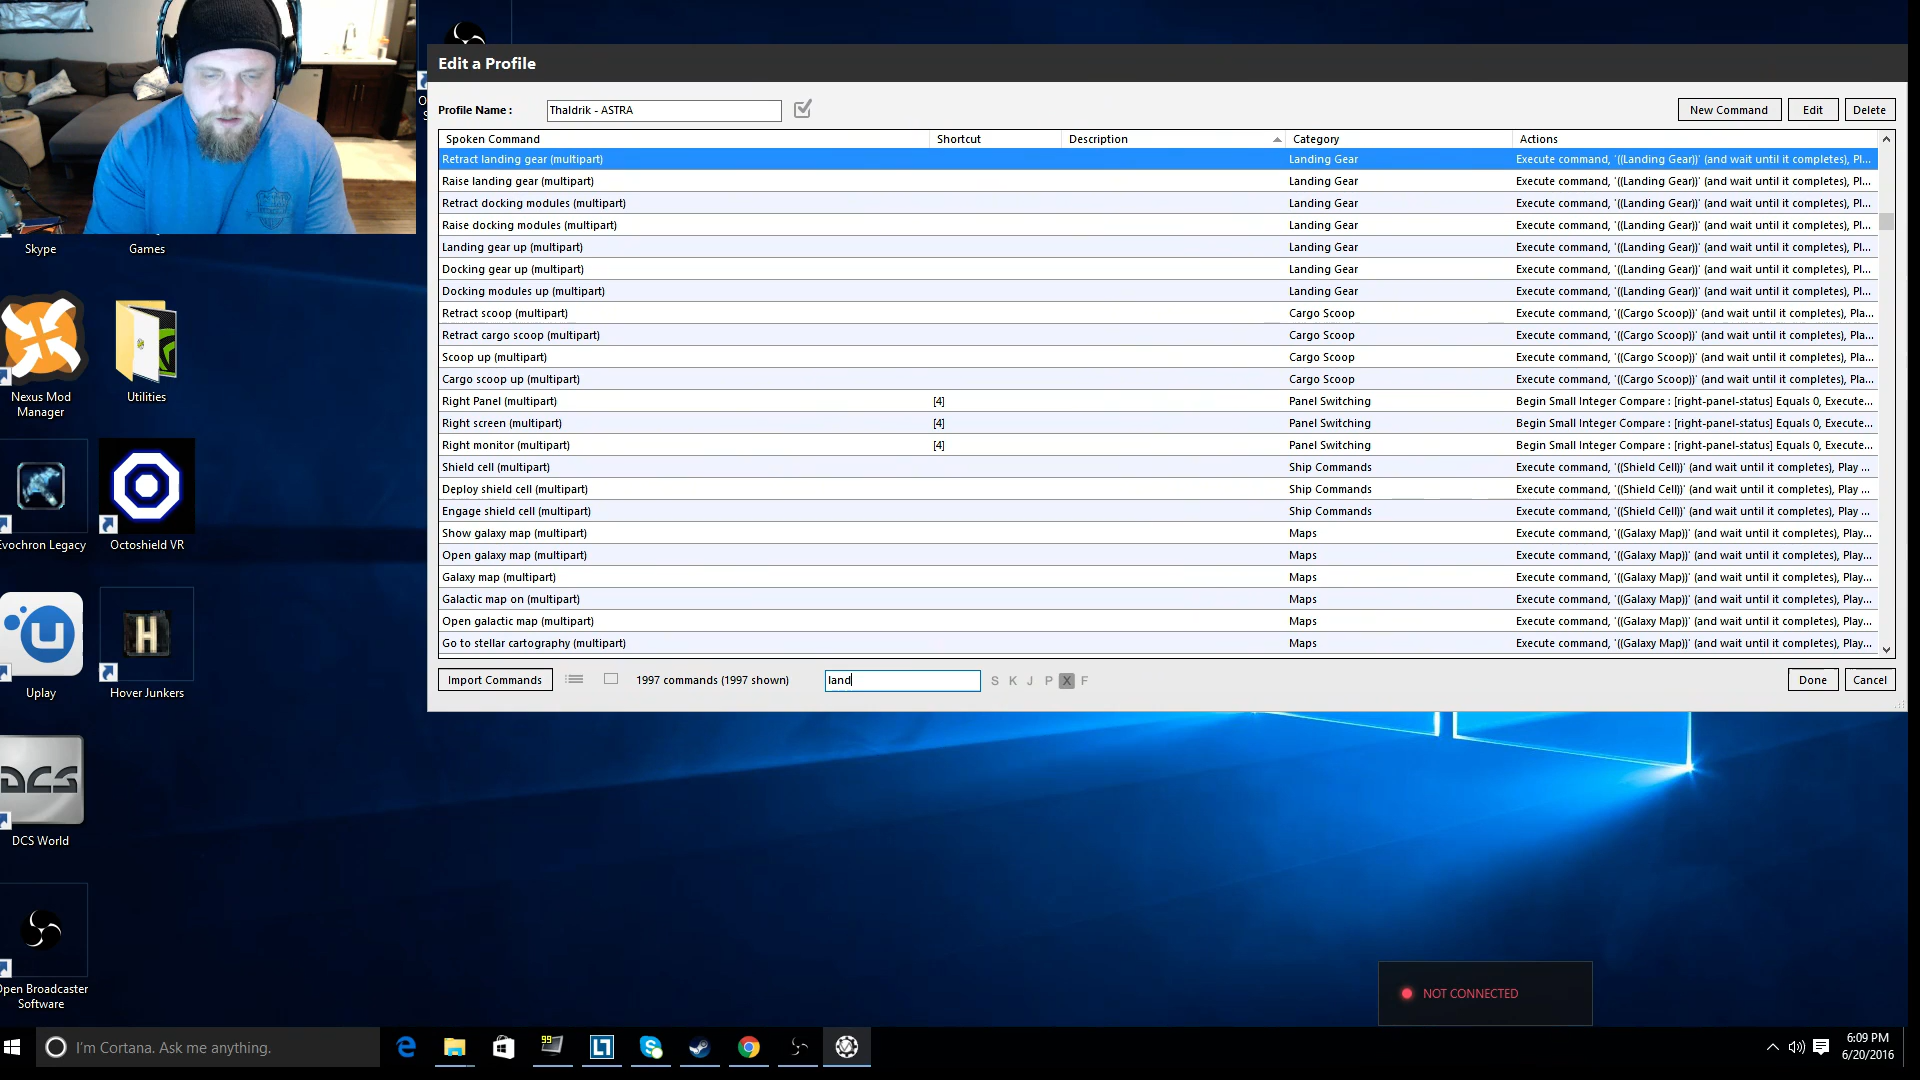 Edit a Profile
Profile Name :
Thaldrik - ASTRA
New Command
Edit
Delete
Spoken Command Shortcut Description Category Actions
Retract landing gear (multipart) Landing Gear Execute command, '((Landing Gear))' (and wait until it completes), Pl...
Raise landing gear (multipart) Landing Gear Execute command, '((Landing Gear))' (and wait until it completes), Pl...
Retract docking modules (multipart) Landing Gear Execute command, '((Landing Gear))' (and wait until it completes), Pl...
Raise docking modules (multipart) Landing Gear Execute command, '((Landing Gear))' (and wait until it completes), Pl...
Landing gear up (multipart) Landing Gear Execute command, '((Landing Gear))' (and wait until it completes), Pl...
Docking gear up (multipart) Landing Gear Execute command, '((Landing Gear))' (and wait until it completes), Pl...
Docking modules up (multipart) Landing Gear Execute command, '((Landing Gear))' (and wait until it completes), Pl...
Retract scoop (multipart) Cargo Scoop Execute command, '((Cargo Scoop))' (and wait until it completes), Pla...
Retract cargo scoop (multipart) Cargo Scoop Execute command, '((Cargo Scoop))' (and wait until it completes), Pla...
Scoop up (multipart) Cargo Scoop Execute command, '((Cargo Scoop))' (and wait until it completes), Pla...
Cargo scoop up (multipart) Cargo Scoop Execute command, '((Cargo Scoop))' (and wait until it completes), Pla...
Right Panel (multipart) [4] Panel Switching Begin Small Integer Compare : [right-panel-status] Equals 0, Execute...
Right screen (multipart) [4] Panel Switching Begin Small Integer Compare : [right-panel-status] Equals 0, Execute...
Right monitor (multipart) [4] Panel Switching Begin Small Integer Compare : [right-panel-status] Equals 0, Execute...
Shield cell (multipart) Ship Commands Execute command, '((Shield Cell))' (and wait until it completes), Play ...
Deploy shield cell (multipart) Ship Commands Execute command, '((Shield Cell))' (and wait until it completes), Play ...
Engage shield cell (multipart) Ship Commands Execute command, '((Shield Cell))' (and wait until it completes), Play ...
Show galaxy map (multipart) Maps Execute command, '((Galaxy Map))' (and wait until it completes), Play...
Open galaxy map (multipart) Maps Execute command, '((Galaxy Map))' (and wait until it completes), Play...
Galaxy map (multipart) Maps Execute command, '((Galaxy Map))' (and wait until it completes), Play...
Galactic map on (multipart) Maps Execute command, '((Galaxy Map))' (and wait until it completes), Play...
Open galactic map (multipart) Maps Execute command, '((Galaxy Map))' (and wait until it completes), Play...
Go to stellar cartography (multipart) Maps Execute command, '((Galaxy Map))' (and wait until it completes), Play...
Import Commands
1997 commands (1997 shown)
land
S K J P X F
Done
Cancel
Skype
Games
Nexus Mod
Manager
Utilities
Evochron Legacy
Octoshield VR
Uplay
H
Hover Junkers
DCS
DCS World
Open Broadcaster
Software
NOT CONNECTED
I'm Cortana. Ask me anything.
99
6:09 PM
6/20/2016